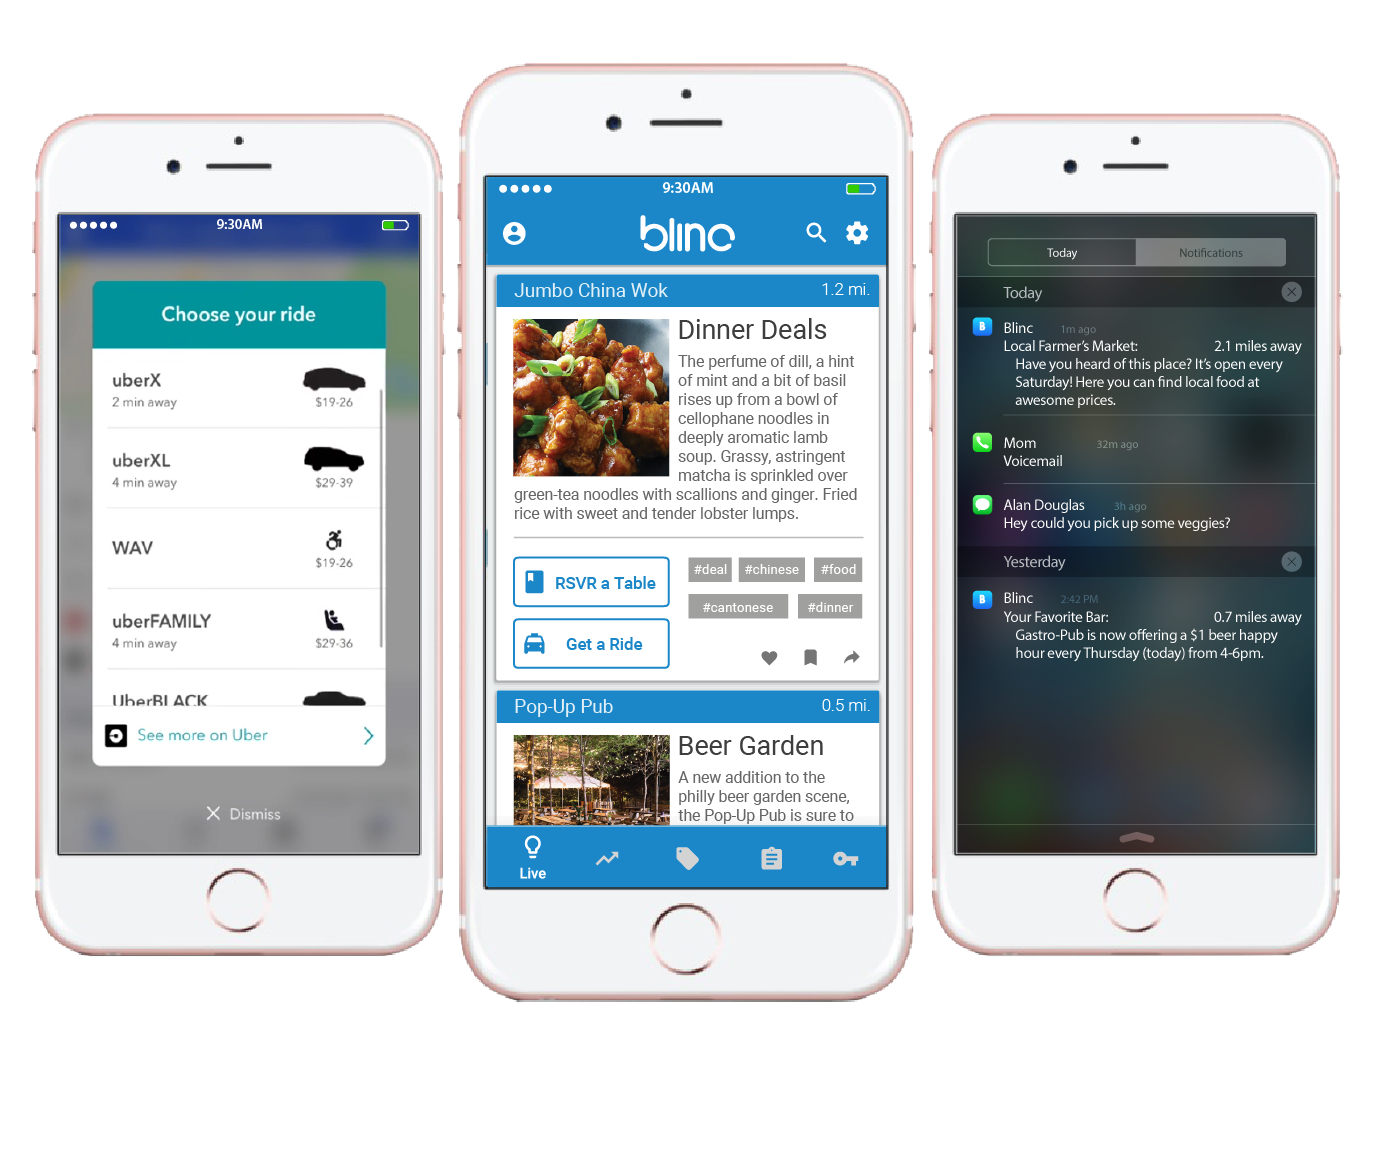 9:30AM
Choose your ride
uberX
2 min away
$19-26
uberXL
4 min away
$29-39
WAV
$19-26
uberFAMILY
4 min away
$29-36
UberBLACK
See more on Uber
Dismiss
9:30AM
blinc
Jumbo China Wok 1.2 mi.
Dinner Deals
The perfume of dill, a hint
of mint and a bit of basil
rises up from a bowl of
cellophane noodles in
deeply aromatic lamb
soup. Grassy, astringent
matcha is sprinkled over
green-tea noodles with scallions and ginger. Fried
rice with sweet and tender lobster lumps.
RSVR a Table
Get a Ride
#deal #chinese #food
#cantonese #dinner
Pop-Up Pub 0.5 mi.
Beer Garden
A new addition to the
philly beer garden scene,
the Pop-Up Pub is sure to
Live
Today Notifications
Today
B
Blinc 1m ago
Local Farmer's Market: 2.1 miles away
Have you heard of this place? It's open every
Saturday! Here you can find local food at
awesome prices.
Mom 32m ago
Voicemail
Alan Douglas 3h ago
Hey could you pick up some veggies?
Yesterday
B
Blinc 2:42 PM
Your Favorite Bar: 0.7 miles away
Gastro-Pub is now offering a $1 beer happy
hour every Thursday (today) from 4-6pm.